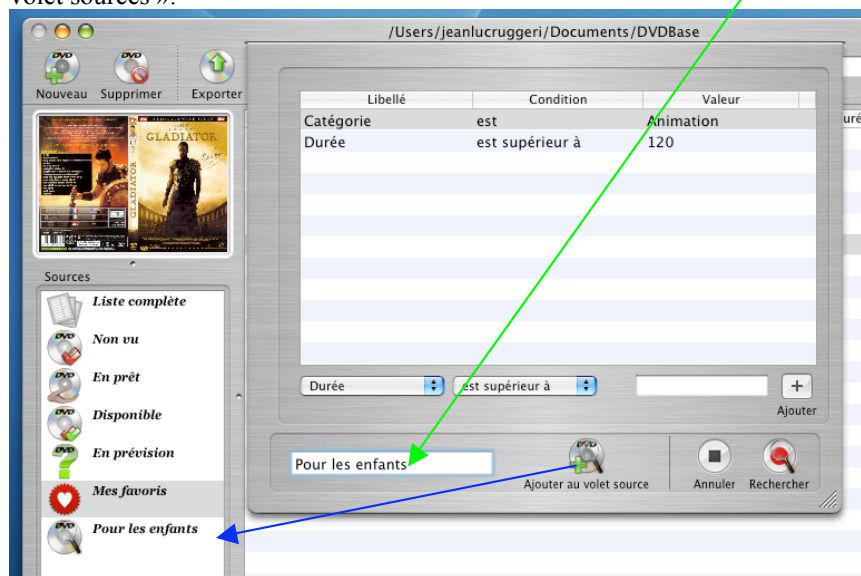 volet sources ».
/Users/jeanlucruggeri/Documents/DVDBase
Nouveau Supprimer Exporter
Libellé Condition Valeur
Catégorie est Animation
Durée est supérieur à 120
GLADIATOR
GLADIATOR
Sources
Liste complète
Non vu
En prêt
Disponible
En prévision
Mes favoris
Pour les enfants
Durée est supérieur à +
Ajouter
Pour les enfants
Ajouter au volet source Annuler Rechercher